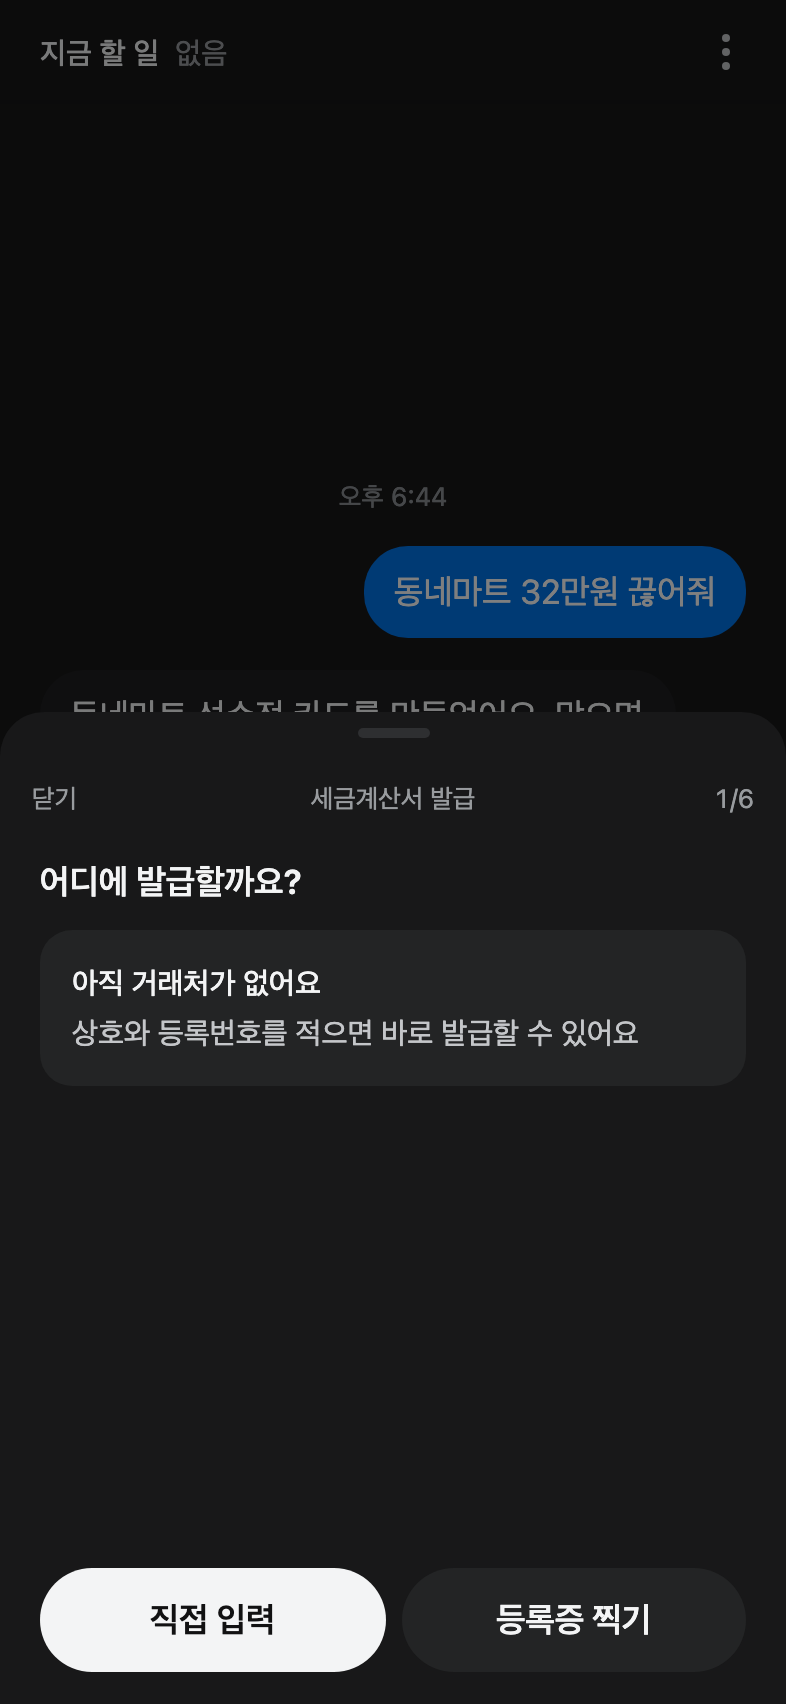 지금 할 일 없음
오후 6:44
동네마트 32만원 끊어줘
닫기 세금계산서 발급 1/6
어디에 발급할까요?
아직 거래처가 없어요
상호와 등록번호를 적으면 바로 발급할 수 있어요
직접 입력 등록증 찍기